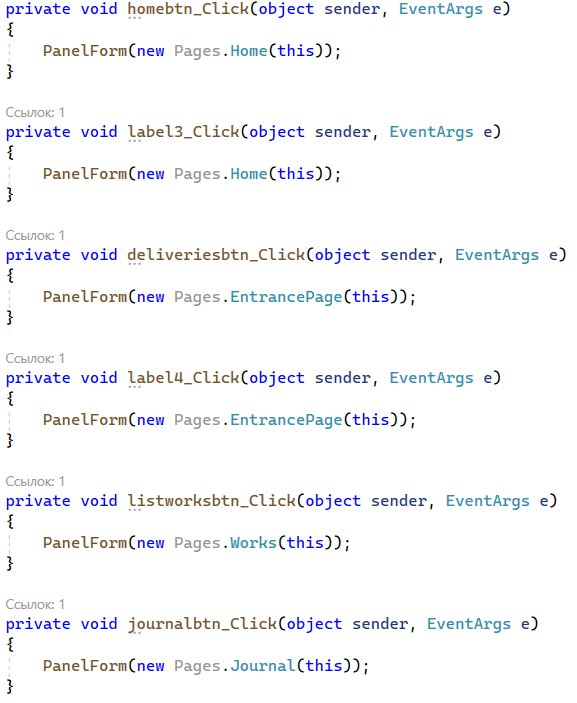 private void homebtn_Click(object sender, EventArgs e)
{
    PanelForm(new Pages.Home(this));
}
Ссылок: 1
private void label3_Click(object sender, EventArgs e)
{
    PanelForm(new Pages.Home(this));
}
Ссылок: 1
private void deliveriesbtn_Click(object sender, EventArgs e)
{
    PanelForm(new Pages.EntrancePage(this));
}
Ссылок: 1
private void label4_Click(object sender, EventArgs e)
{
    PanelForm(new Pages.EntrancePage(this));
}
Ссылок: 1
private void listworksbtn_Click(object sender, EventArgs e)
{
    PanelForm(new Pages.Works(this));
}
Ссылок: 1
private void journalbtn_Click(object sender, EventArgs e)
{
    PanelForm(new Pages.Journal(this));
}